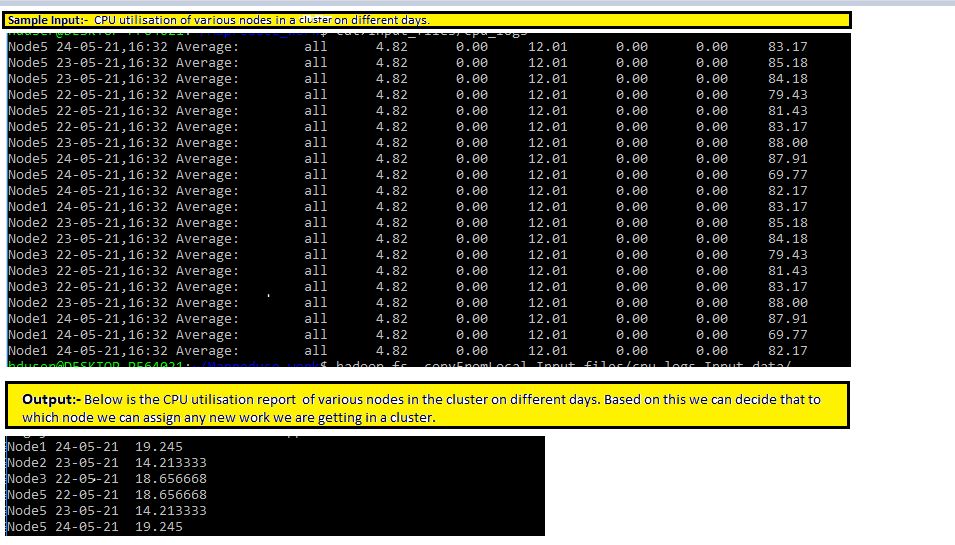 Sample Input:- CPU utilisation of various nodes in a cluster on different days.
Node5 24-05-21,16:32 Average: all 4.82 0.00 12.01 0.00 0.00 83.17
Node5 23-05-21,16:32 Average: all 4.82 0.00 12.01 0.00 0.00 85.18
Node5 23-05-21,16:32 Average: all 4.82 0.00 12.01 0.00 0.00 84.18
Node5 22-05-21,16:32 Average: all 4.82 0.00 12.01 0.00 0.00 79.43
Node5 22-05-21,16:32 Average: all 4.82 0.00 12.01 0.00 0.00 81.43
Node5 22-05-21,16:32 Average: all 4.82 0.00 12.01 0.00 0.00 83.17
Node5 23-05-21,16:32 Average: all 4.82 0.00 12.01 0.00 0.00 88.00
Node5 24-05-21,16:32 Average: all 4.82 0.00 12.01 0.00 0.00 87.91
Node5 24-05-21,16:32 Average: all 4.82 0.00 12.01 0.00 0.00 69.77
Node5 24-05-21,16:32 Average: all 4.82 0.00 12.01 0.00 0.00 82.17
Node1 24-05-21,16:32 Average: all 4.82 0.00 12.01 0.00 0.00 83.17
Node2 23-05-21,16:32 Average: all 4.82 0.00 12.01 0.00 0.00 85.18
Node2 23-05-21,16:32 Average: all 4.82 0.00 12.01 0.00 0.00 84.18
Node3 22-05-21,16:32 Average: all 4.82 0.00 12.01 0.00 0.00 79.43
Node3 22-05-21,16:32 Average: all 4.82 0.00 12.01 0.00 0.00 81.43
Node3 22-05-21,16:32 Average: all 4.82 0.00 12.01 0.00 0.00 83.17
Node2 23-05-21,16:32 Average: all 4.82 0.00 12.01 0.00 0.00 88.00
Node1 24-05-21,16:32 Average: all 4.82 0.00 12.01 0.00 0.00 87.91
Node1 24-05-21,16:32 Average: all 4.82 0.00 12.01 0.00 0.00 69.77
Node1 24-05-21,16:32 Average: all 4.82 0.00 12.01 0.00 0.00 82.17
$ hadoop fs -copyFromLocal Input_files/cpu_logs Input_data/
Output:- Below is the CPU utilisation report of various nodes in the cluster on different days. Based on this we can decide that to
which node we can assign any new work we are getting in a cluster.
Node1 24-05-21 19.245
Node2 23-05-21 14.213333
Node3 22-05-21 18.656668
Node5 22-05-21 18.656668
Node5 23-05-21 14.213333
Node5 24-05-21 19.245